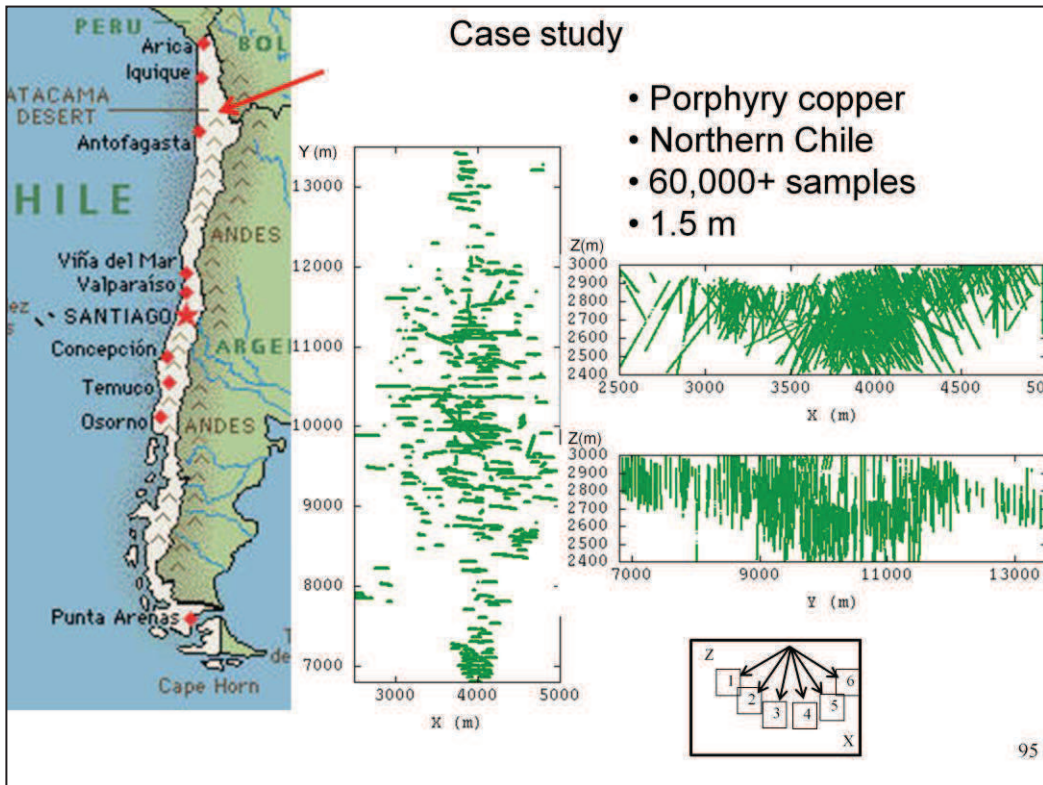 Case study
• Porphyry copper
• Northern Chile
• 60,000+ samples
• 1.5 m
PERU
BOL
Arica
Iquique
ATACAMA
DESERT
Antofagasta
HILE
ANDES
Viña del Mar
Valparaíso
SANTIAGO
Concepción
ARGE
Temuco
Osorno
ANDES
Punta Arenas
Cape Horn
Y (m)
13000
12000
11000
10000
9000
8000
7000
3000 4000 5000
X (m)
Z(m)
3000
2900
2800
2700
2600
2500
2400
2500 3000 3500 4000 4500 50
X (m)
Z(m)
3000
2900
2800
2700
2600
2500
2400
7000 9000 11000 13000
Y (m)
Z
1 2 3 4 5 6
X
95